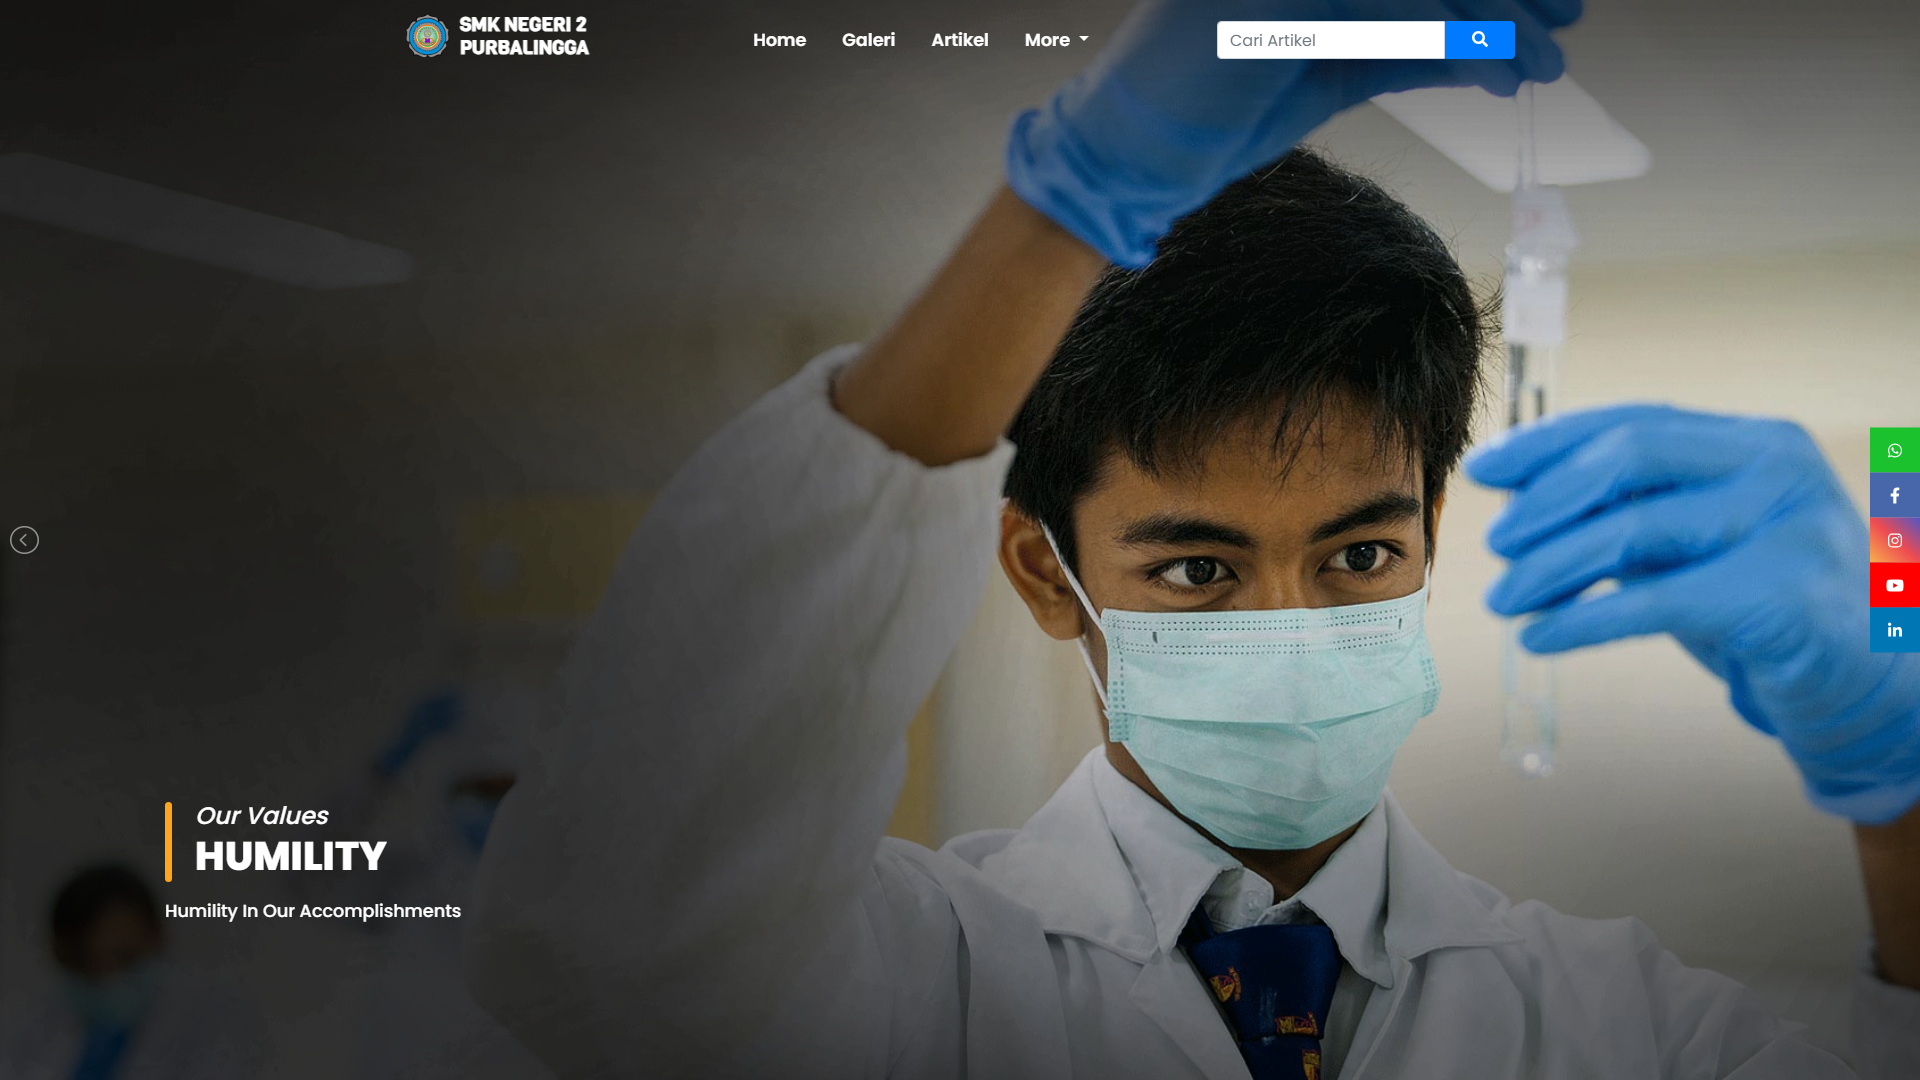 SMK NEGERI 2
PURBALINGGA
Home
Galeri
Artikel
More
Cari Artikel
Our Values
HUMILITY
Humility In Our Accomplishments